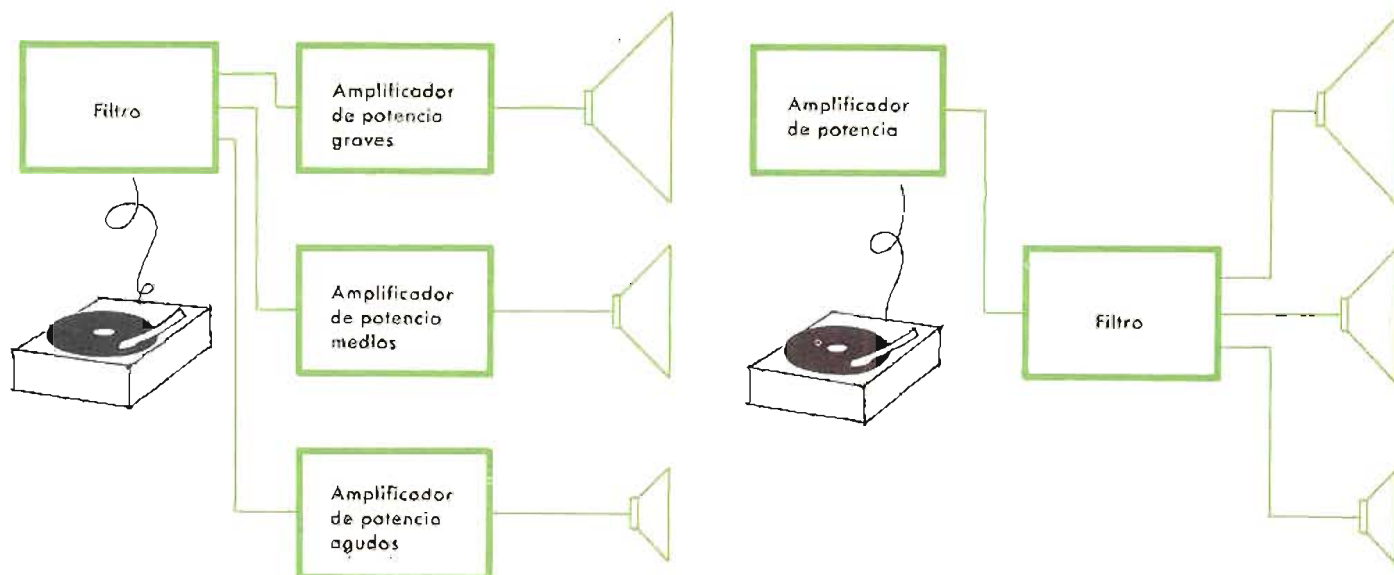 Filtro
Amplificador
de potencia
graves
Amplificador
de potencia
medios
Amplificador
de potencia
agudos
Amplificador
de potencia
Filtro